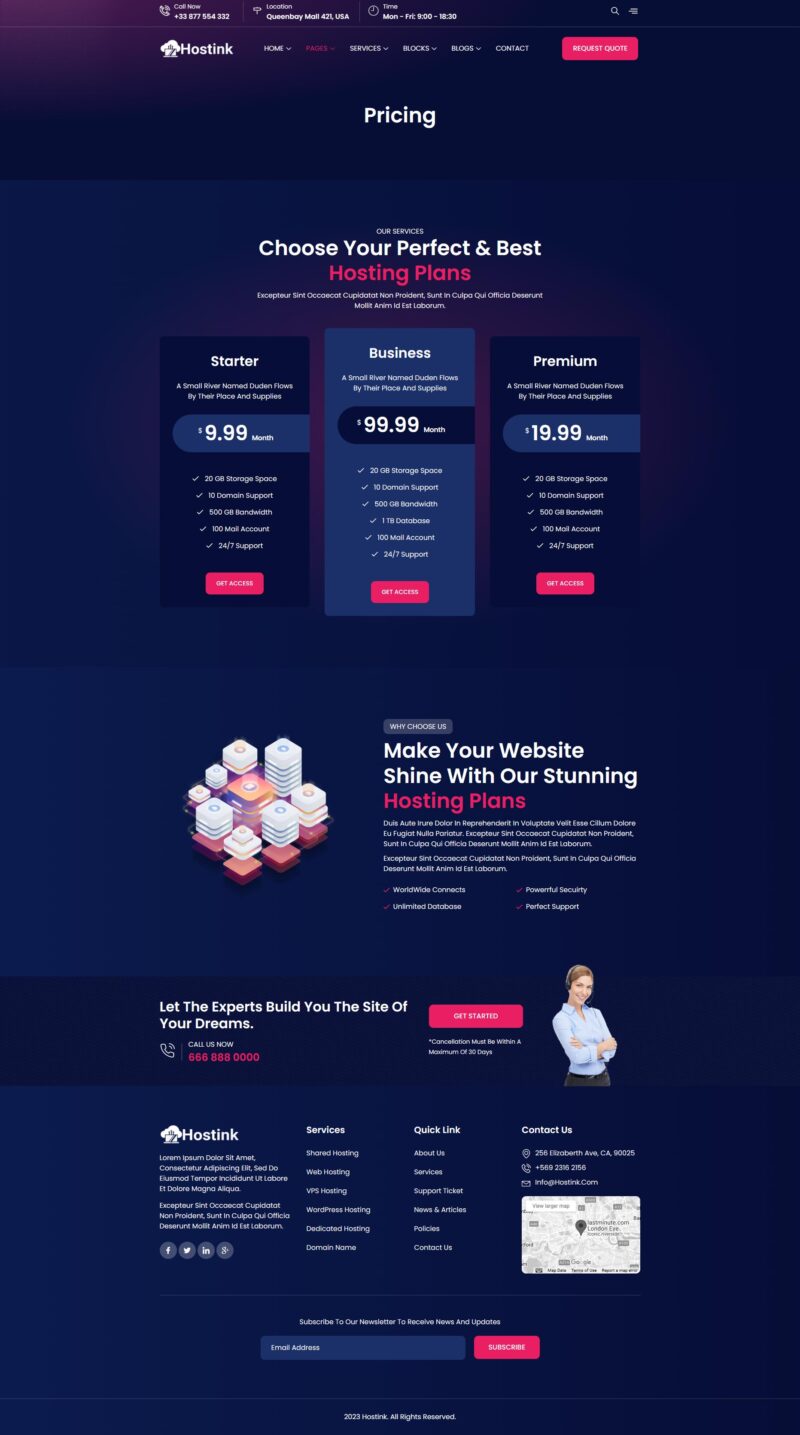 Call Now
+33 877 554 332
Location
Queenbay Mall 421, USA
Time
Mon - Fri: 9:00 - 18:30
Hostink
HOME
PAGES
SERVICES
BLOCKS
BLOGS
CONTACT
REQUEST QUOTE
Pricing
OUR SERVICES
Choose Your Perfect & Best
Hosting Plans
Excepteur Sint Occaecat Cupidatat Non Proident, Sunt In Culpa Qui Officia Deserunt
Mollit Anim Id Est Laborum.
Starter
A Small River Named Duden Flows
By Their Place And Supplies
$ 9.99 Month
20 GB Storage Space
10 Domain Support
500 GB Bandwidth
100 Mail Account
24/7 Support
GET ACCESS
Business
A Small River Named Duden Flows
By Their Place And Supplies
$ 99.99 Month
20 GB Storage Space
10 Domain Support
500 GB Bandwidth
1 TB Database
100 Mail Account
24/7 Support
GET ACCESS
Premium
A Small River Named Duden Flows
By Their Place And Supplies
$ 19.99 Month
20 GB Storage Space
10 Domain Support
500 GB Bandwidth
100 Mail Account
24/7 Support
GET ACCESS
WHY CHOOSE US
Make Your Website
Shine With Our Stunning
Hosting Plans
Duis Aute Irure Dolor In Reprehenderit In Voluptate Velit Esse Cillum Dolore
Eu Fugiat Nulla Pariatur. Excepteur Sint Occaecat Cupidatat Non Proident,
Sunt In Culpa Qui Officia Deserunt Mollit Anim Id Est Laborum.
Excepteur Sint Occaecat Cupidatat Non Proident, Sunt In Culpa Qui Officia
Deserunt Mollit Anim Id Est Laborum.
WorldWide Connects
Powerrful Secuirty
Unlimited Database
Perfect Support
Let The Experts Build You The Site Of
Your Dreams.
CALL US NOW
666 888 0000
GET STARTED
*Cancellation Must Be Within A
Maximum Of 30 Days
Hostink
Lorem Ipsum Dolor Sit Amet,
Consectetur Adipiscing Elit, Sed Do
Eiusmod Tempor Incididunt Ut Labore
Et Dolore Magna Aliqua.
Excepteur Sint Occaecat Cupidatat
Non Proident, Sunt In Culpa Qui Officia
Deserunt Mollit Anim Id Est Laborum.
Services
Shared Hosting
Web Hosting
VPS Hosting
WordPress Hosting
Dedicated Hosting
Domain Name
Quick Link
About Us
Services
Support Ticket
News & Articles
Policies
Contact Us
Contact Us
256 Elizaberth Ave, CA, 90025
+569 2316 2156
Info@Hostink.Com
View larger map
lastminute.com
London Eye
Google
Map Data
Terms of Use
Report a map error
Subscribe To Our Newsletter To Receive News And Updates
Email Address
SUBSCRIBE
2023 Hostink. All Rights Reserved.